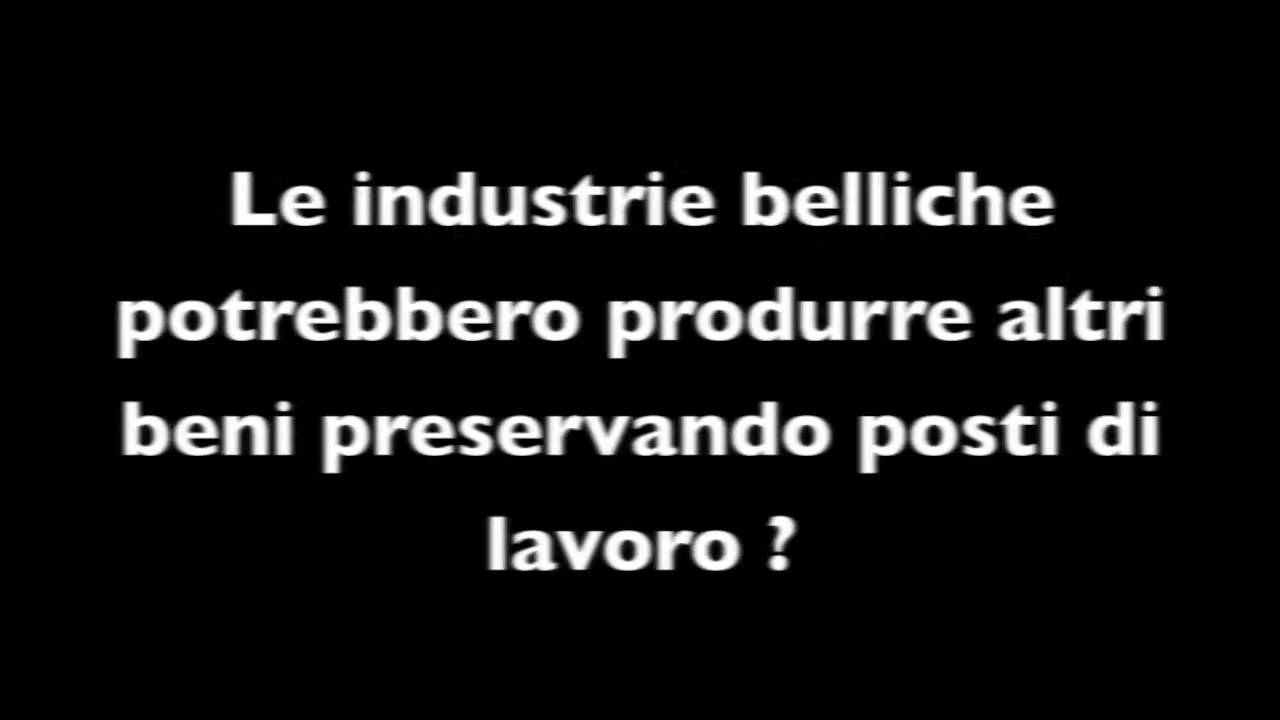 Le industrie belliche
potrebbero produrre altri
beni preservando posti di
lavoro ?